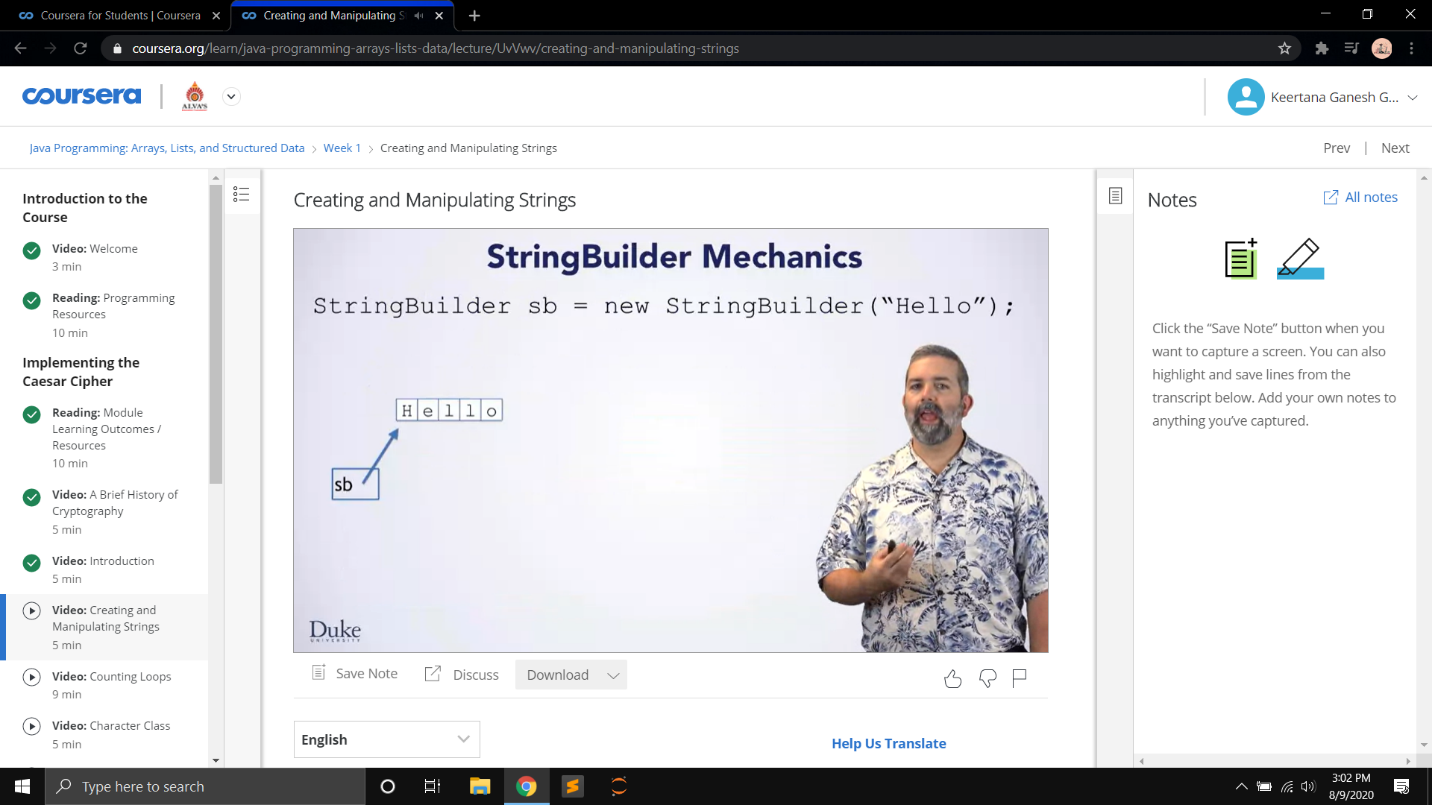 Coursera for Students | Coursera
Creating and Manipulating S
coursera.org/learn/java-programming-arrays-lists-data/lecture/UvVwv/creating-and-manipulating-strings
coursera
ALVA'S
Keertana Ganesh G...
Java Programming: Arrays, Lists, and Structured Data > Week 1 > Creating and Manipulating Strings
Prev | Next
Introduction to the
Course
Video: Welcome
3 min
Reading: Programming
Resources
10 min
Implementing the
Caesar Cipher
Reading: Module
Learning Outcomes /
Resources
10 min
Video: A Brief History of
Cryptography
5 min
Video: Introduction
5 min
Video: Creating and
Manipulating Strings
5 min
Video: Counting Loops
9 min
Video: Character Class
5 min
Creating and Manipulating Strings
StringBuilder Mechanics
StringBuilder sb = new StringBuilder(“Hello”);
H e l l o
sb
Duke
UNIVERSITY
Save Note
Discuss
Download
English
Help Us Translate
Notes
All notes
Click the “Save Note” button when you
want to capture a screen. You can also
highlight and save lines from the
transcript below. Add your own notes to
anything you’ve captured.
Type here to search
3:02 PM
8/9/2020